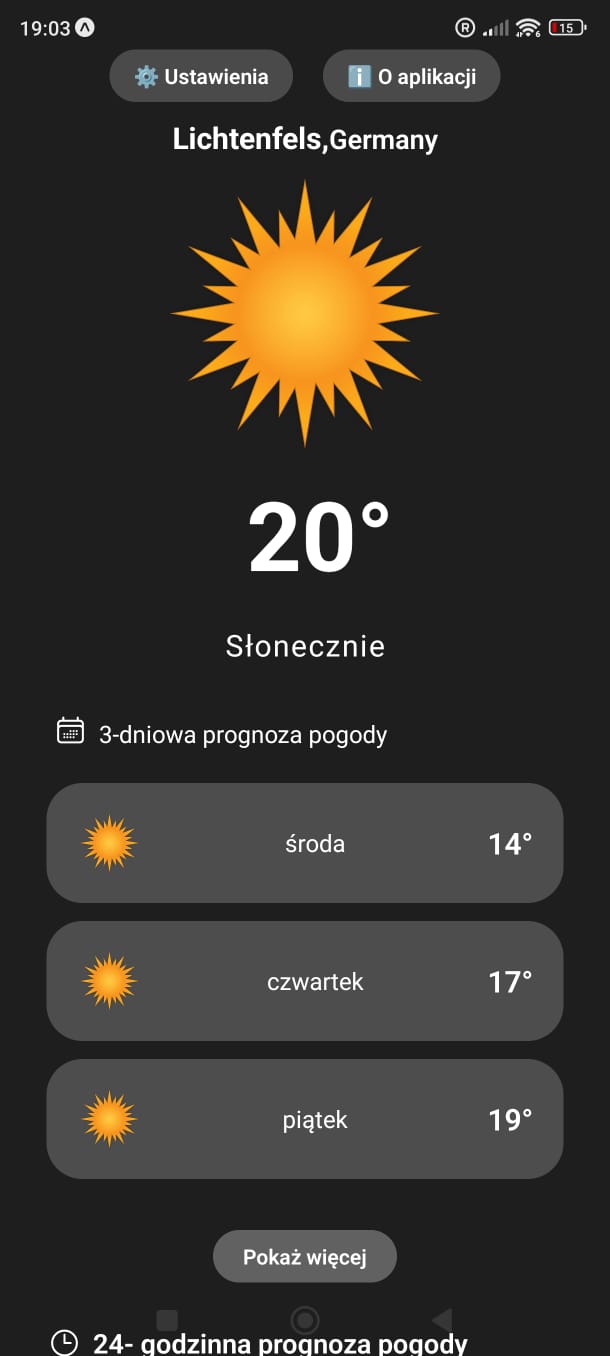 19:03 ® 15
Ustawienia
O aplikacji
Lichtenfels,Germany
20°
Słonecznie
3-dniowa prognoza pogody
środa 14°
czwartek 17°
piątek 19°
Pokaż więcej
24- godzinna prognoza pogody